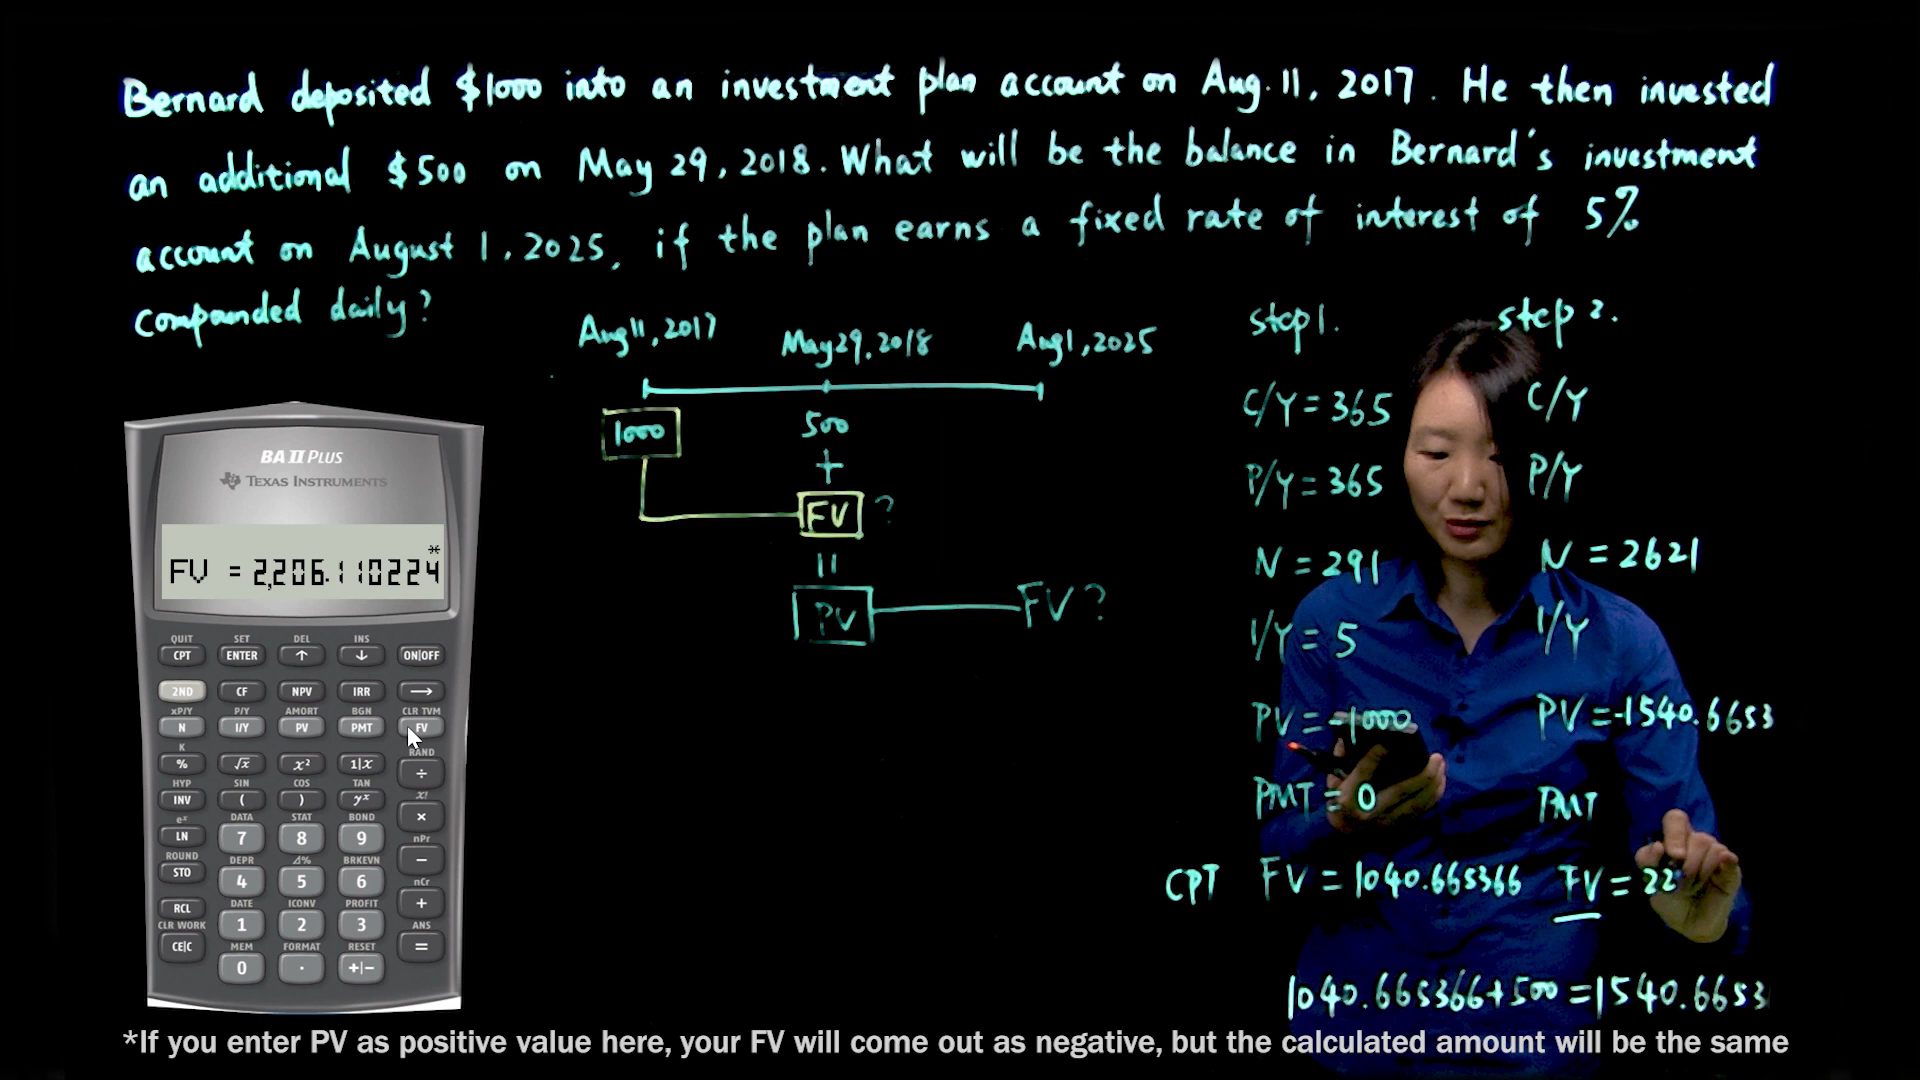 Bernard deposited $1000 into an investment plan account on Aug. 11, 2017. He then invested
an additional $500 on May 29, 2018. What will be the balance in Bernard's investment
account on August 1, 2025, if the plan earns a fixed rate of interest of 5%
compounded daily?
Aug 11, 2017 May 29, 2018 Aug 1, 2025
1000 500
+
FV ?
=
PV FV ?
step 1. step 2.
C/Y = 365 C/Y
P/Y = 365 P/Y
N = 291 N = 2621
I/Y = 5 I/Y
PV = -1000 PV = -1540.6653
PMT = 0 PMT
CPT FV = 1040.665366 FV = 22
1040.665366 + 500 = 1540.6653
BA II PLUS
TEXAS INSTRUMENTS
*
FV = 2,206.110224
QUIT SET DEL INS
CPT ENTER ↑ ↓ ON|OFF
2ND CF NPV IRR →
xP/Y P/Y AMORT BGN CLR TVM
N I/Y PV PMT FV
K RAND
% √x x² 1|x ÷
HYP SIN COS TAN x!
INV ( ) yˣ ×
eˣ DATA STAT BOND nPr
LN 7 8 9 −
ROUND DEPR Δ% BRKEVN nCr
STO 4 5 6 +
DATE ICONV PROFIT ANS
RCL 1 2 3 =
CLR WORK MEM FORMAT RESET
CE|C 0 . +|−
*If you enter PV as positive value here, your FV will come out as negative, but the calculated amount will be the same